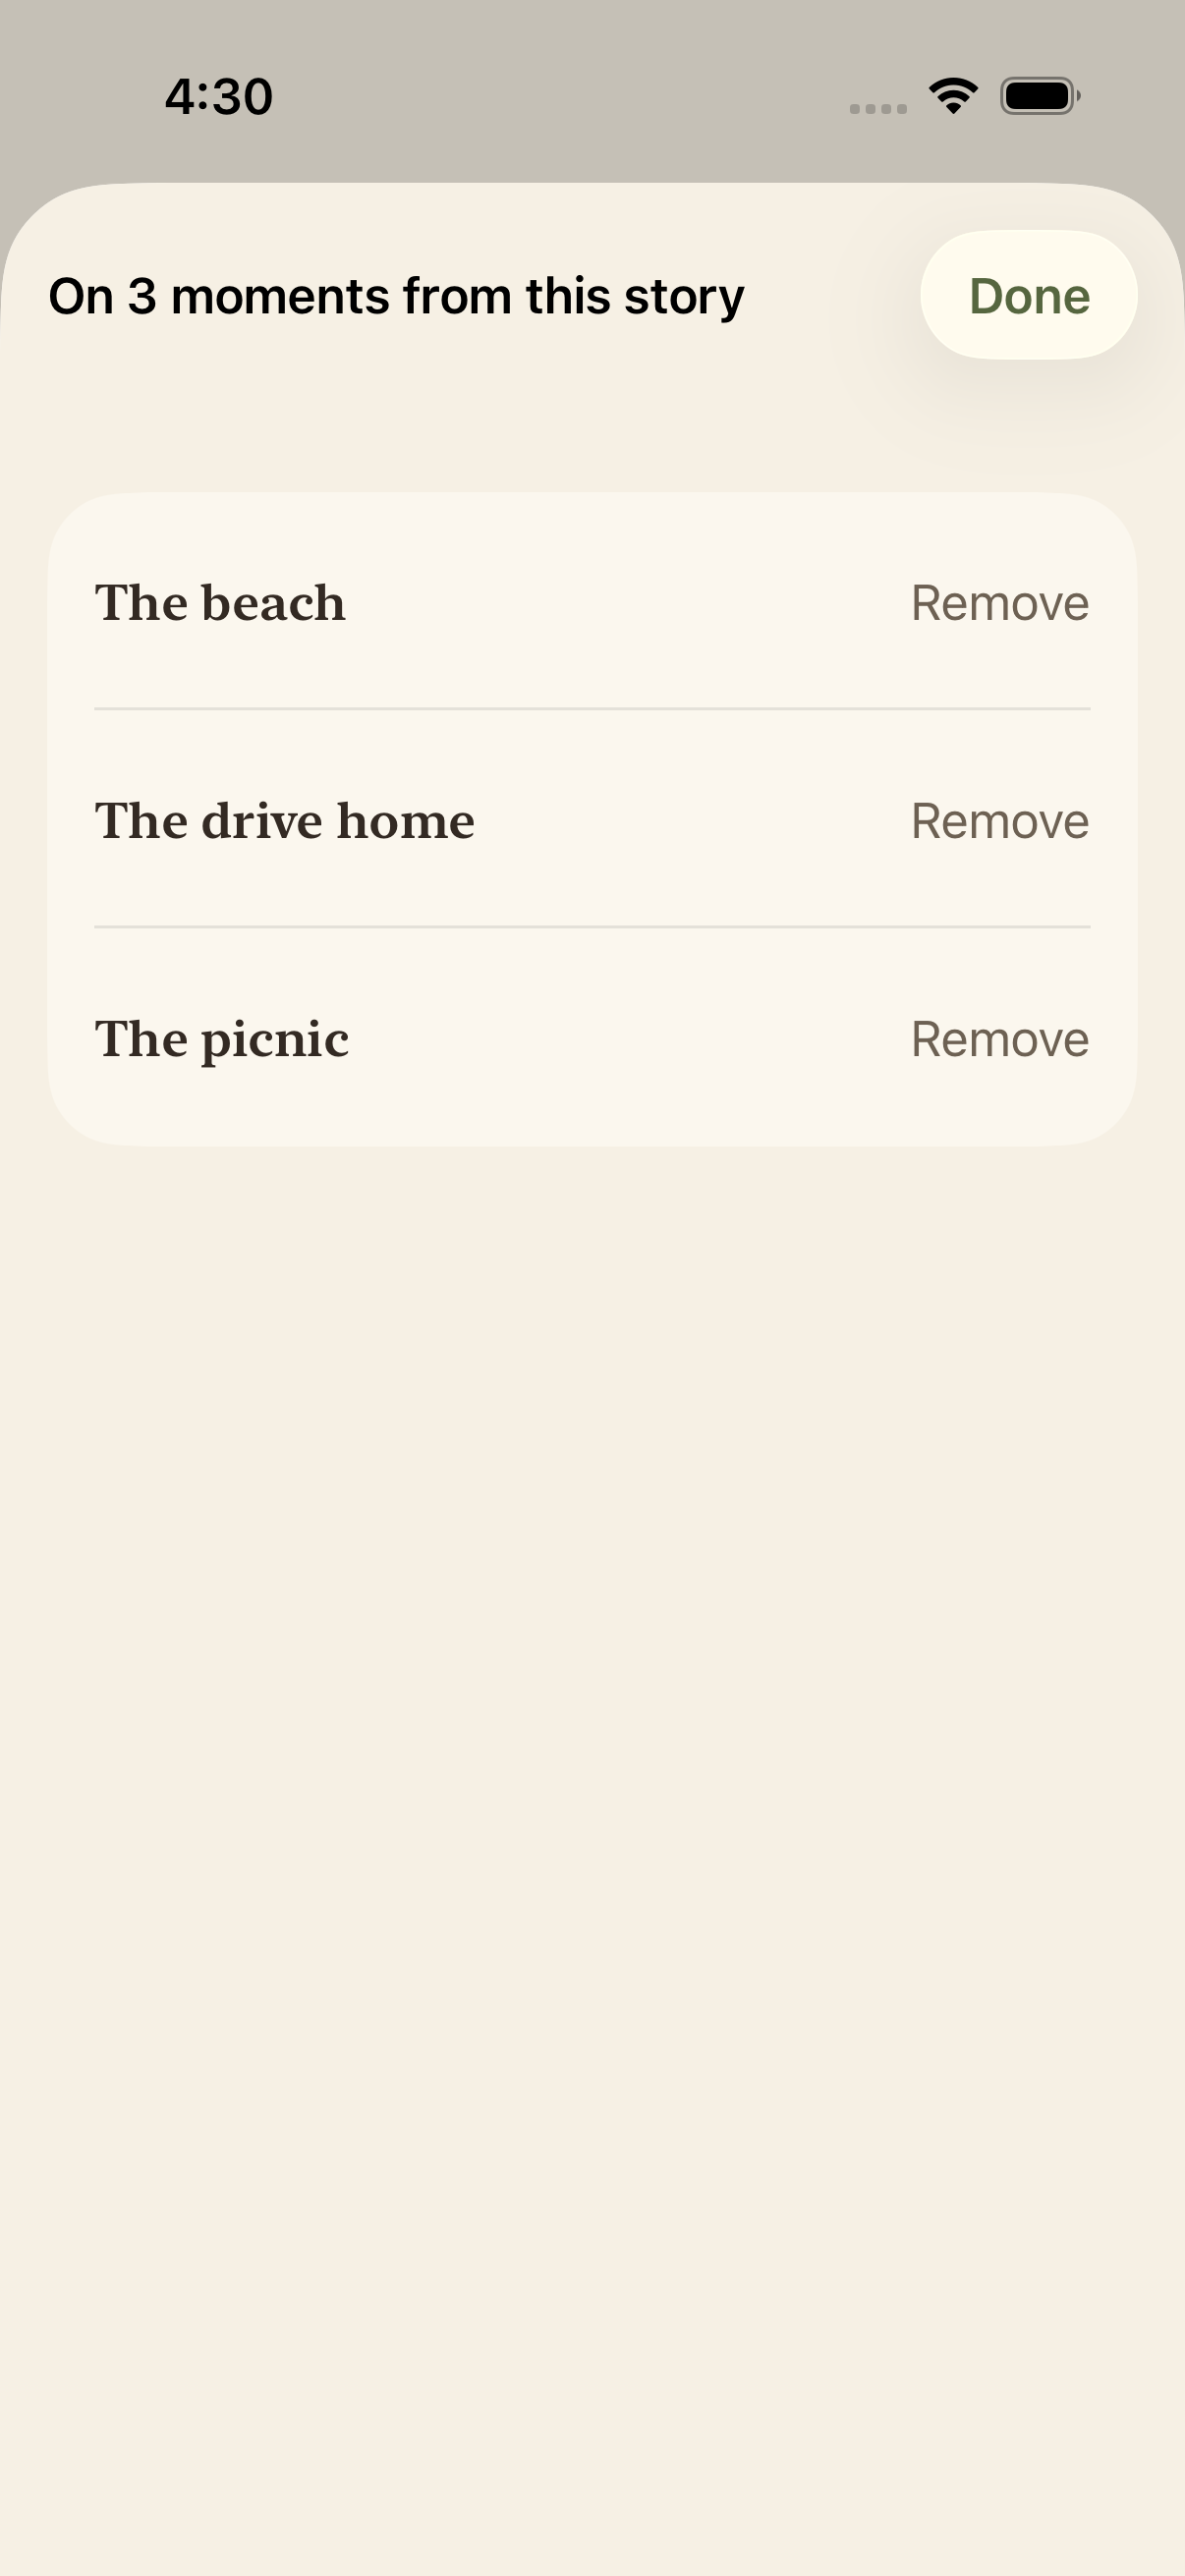 4:30
On 3 moments from this story
Done
The beach
Remove
The drive home
Remove
The picnic
Remove